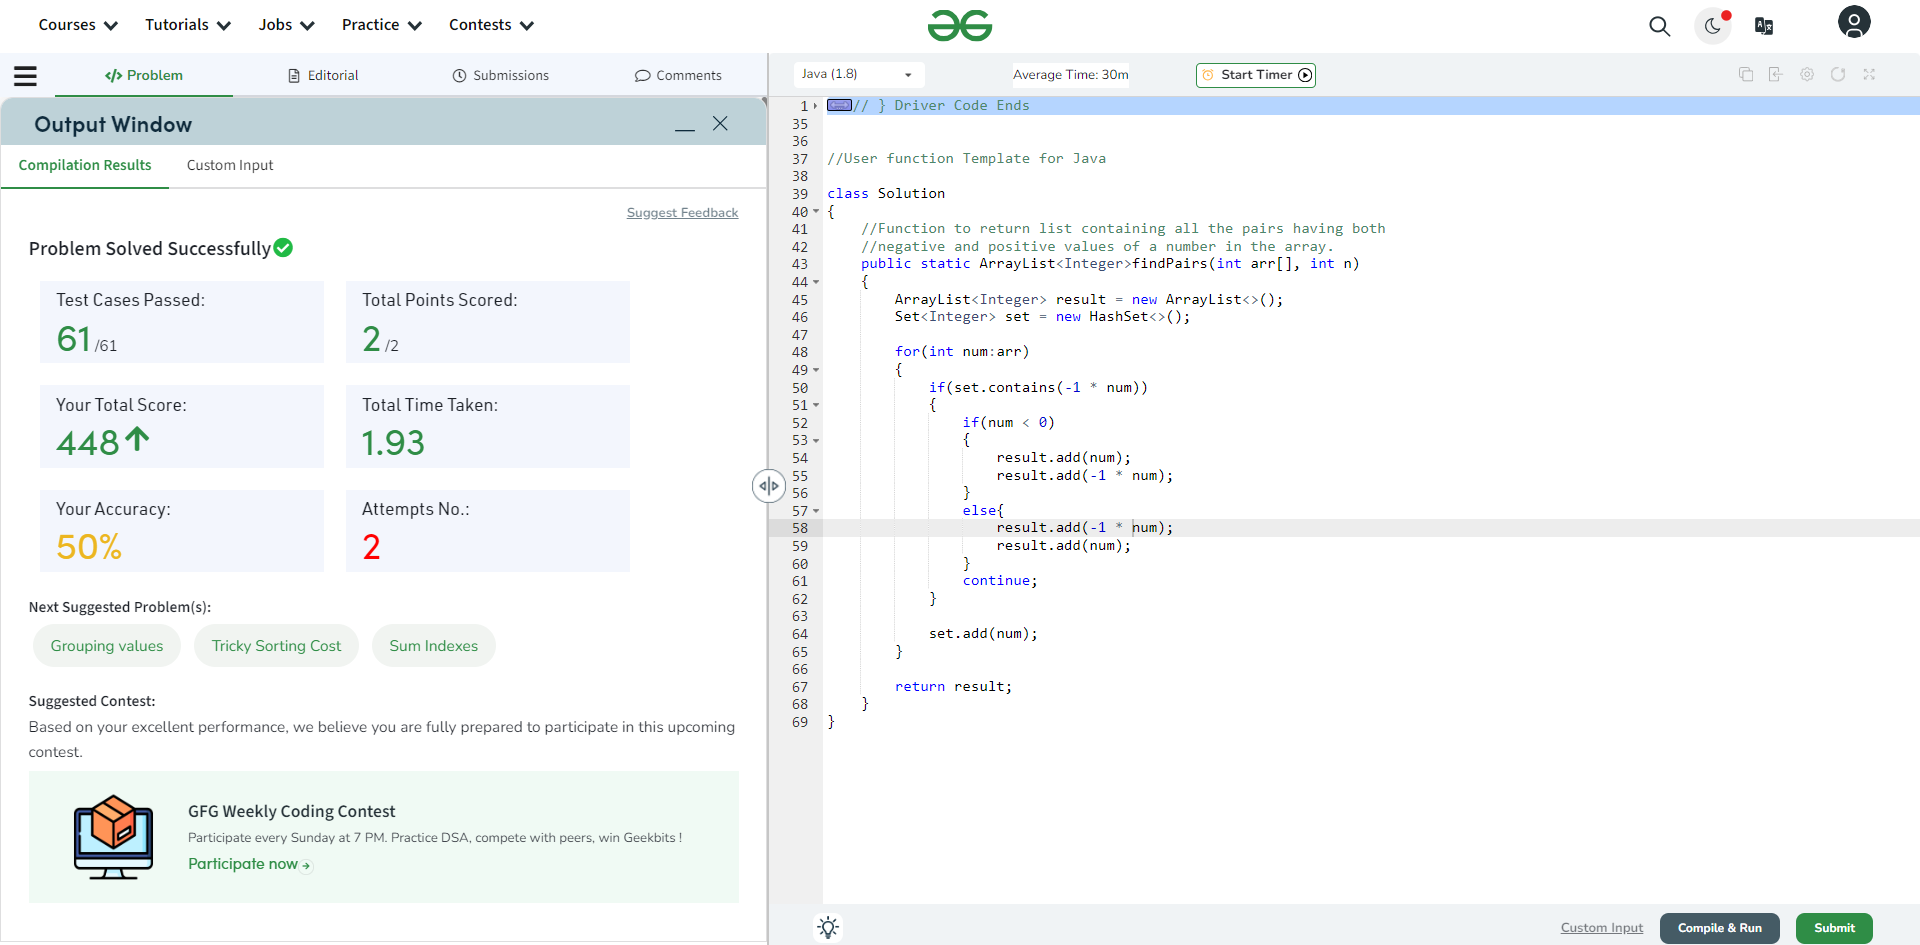 Courses Tutorials Jobs Practice Contests
Problem Editorial Submissions Comments
Output Window
Compilation Results Custom Input
Suggest Feedback
Problem Solved Successfully
Test Cases Passed:
61 /61
Total Points Scored:
2 /2
Your Total Score:
448
Total Time Taken:
1.93
Your Accuracy:
50%
Attempts No.:
2
Next Suggested Problem(s):
Grouping values Tricky Sorting Cost Sum Indexes
Suggested Contest:
Based on your excellent performance, we believe you are fully prepared to participate in this upcoming
contest.
GFG Weekly Coding Contest
Participate every Sunday at 7 PM. Practice DSA, compete with peers, win Geekbits !
Participate now
Java (1.8) Average Time: 30m Start Timer
1 // } Driver Code Ends
35
36
37 //User function Template for Java
38
39 class Solution
40 {
41 //Function to return list containing all the pairs having both
42 //negative and positive values of a number in the array.
43 public static ArrayList<Integer>findPairs(int arr[], int n)
44 {
45 ArrayList<Integer> result = new ArrayList<>();
46 Set<Integer> set = new HashSet<>();
47
48 for(int num:arr)
49 {
50 if(set.contains(-1 * num))
51 {
52 if(num < 0)
53 {
54 result.add(num);
55 result.add(-1 * num);
56 }
57 else{
58 result.add(-1 * num);
59 result.add(num);
60 }
61 continue;
62 }
63
64 set.add(num);
65 }
66
67 return result;
68 }
69 }
Custom Input Compile & Run Submit